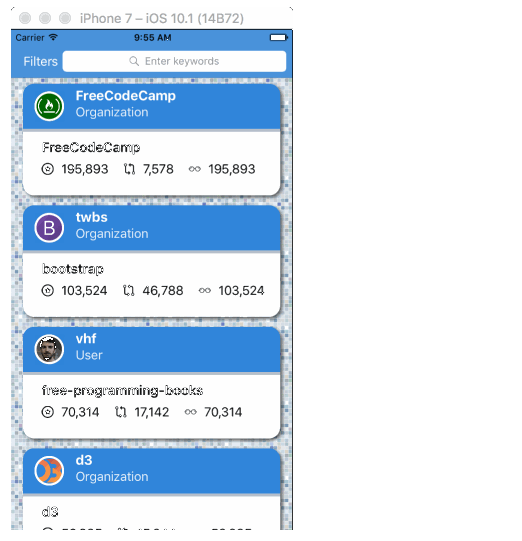 iPhone 7 – iOS 10.1 (14B72)
Carrier 9:55 AM
Filters Enter keywords
FreeCodeCamp
Organization
FreeCodeCamp
195,893 7,578 195,893
twbs
Organization
B
bootstrap
103,524 46,788 103,524
vhf
User
free-programming-books
70,314 17,142 70,314
d3
Organization
d3